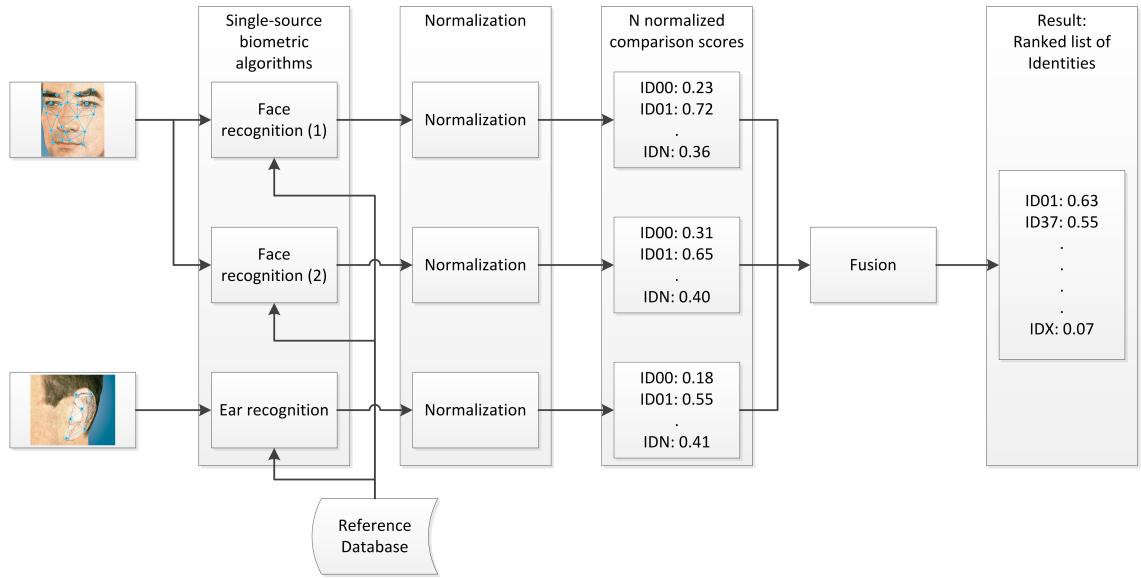 Single-source
biometric
algorithms
Normalization
N normalized
comparison scores
Result:
Ranked list of
Identities
Face
recognition (1)
Normalization
ID00: 0.23
ID01: 0.72
.
IDN: 0.36
Face
recognition (2)
Normalization
ID00: 0.31
ID01: 0.65
.
IDN: 0.40
Fusion
ID01: 0.63
ID37: 0.55
.
.
.
.
IDX: 0.07
Ear recognition
Normalization
ID00: 0.18
ID01: 0.55
.
IDN: 0.41
Reference
Database